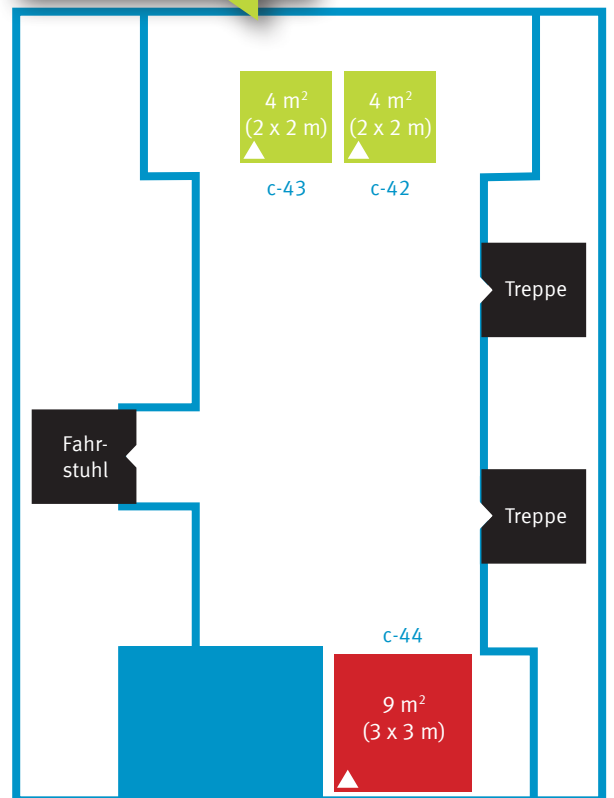 4 m²
(2 x 2 m)
4 m²
(2 x 2 m)
c-43
c-42
Treppe
Fahr-
stuhl
Treppe
c-44
9 m²
(3 x 3 m)